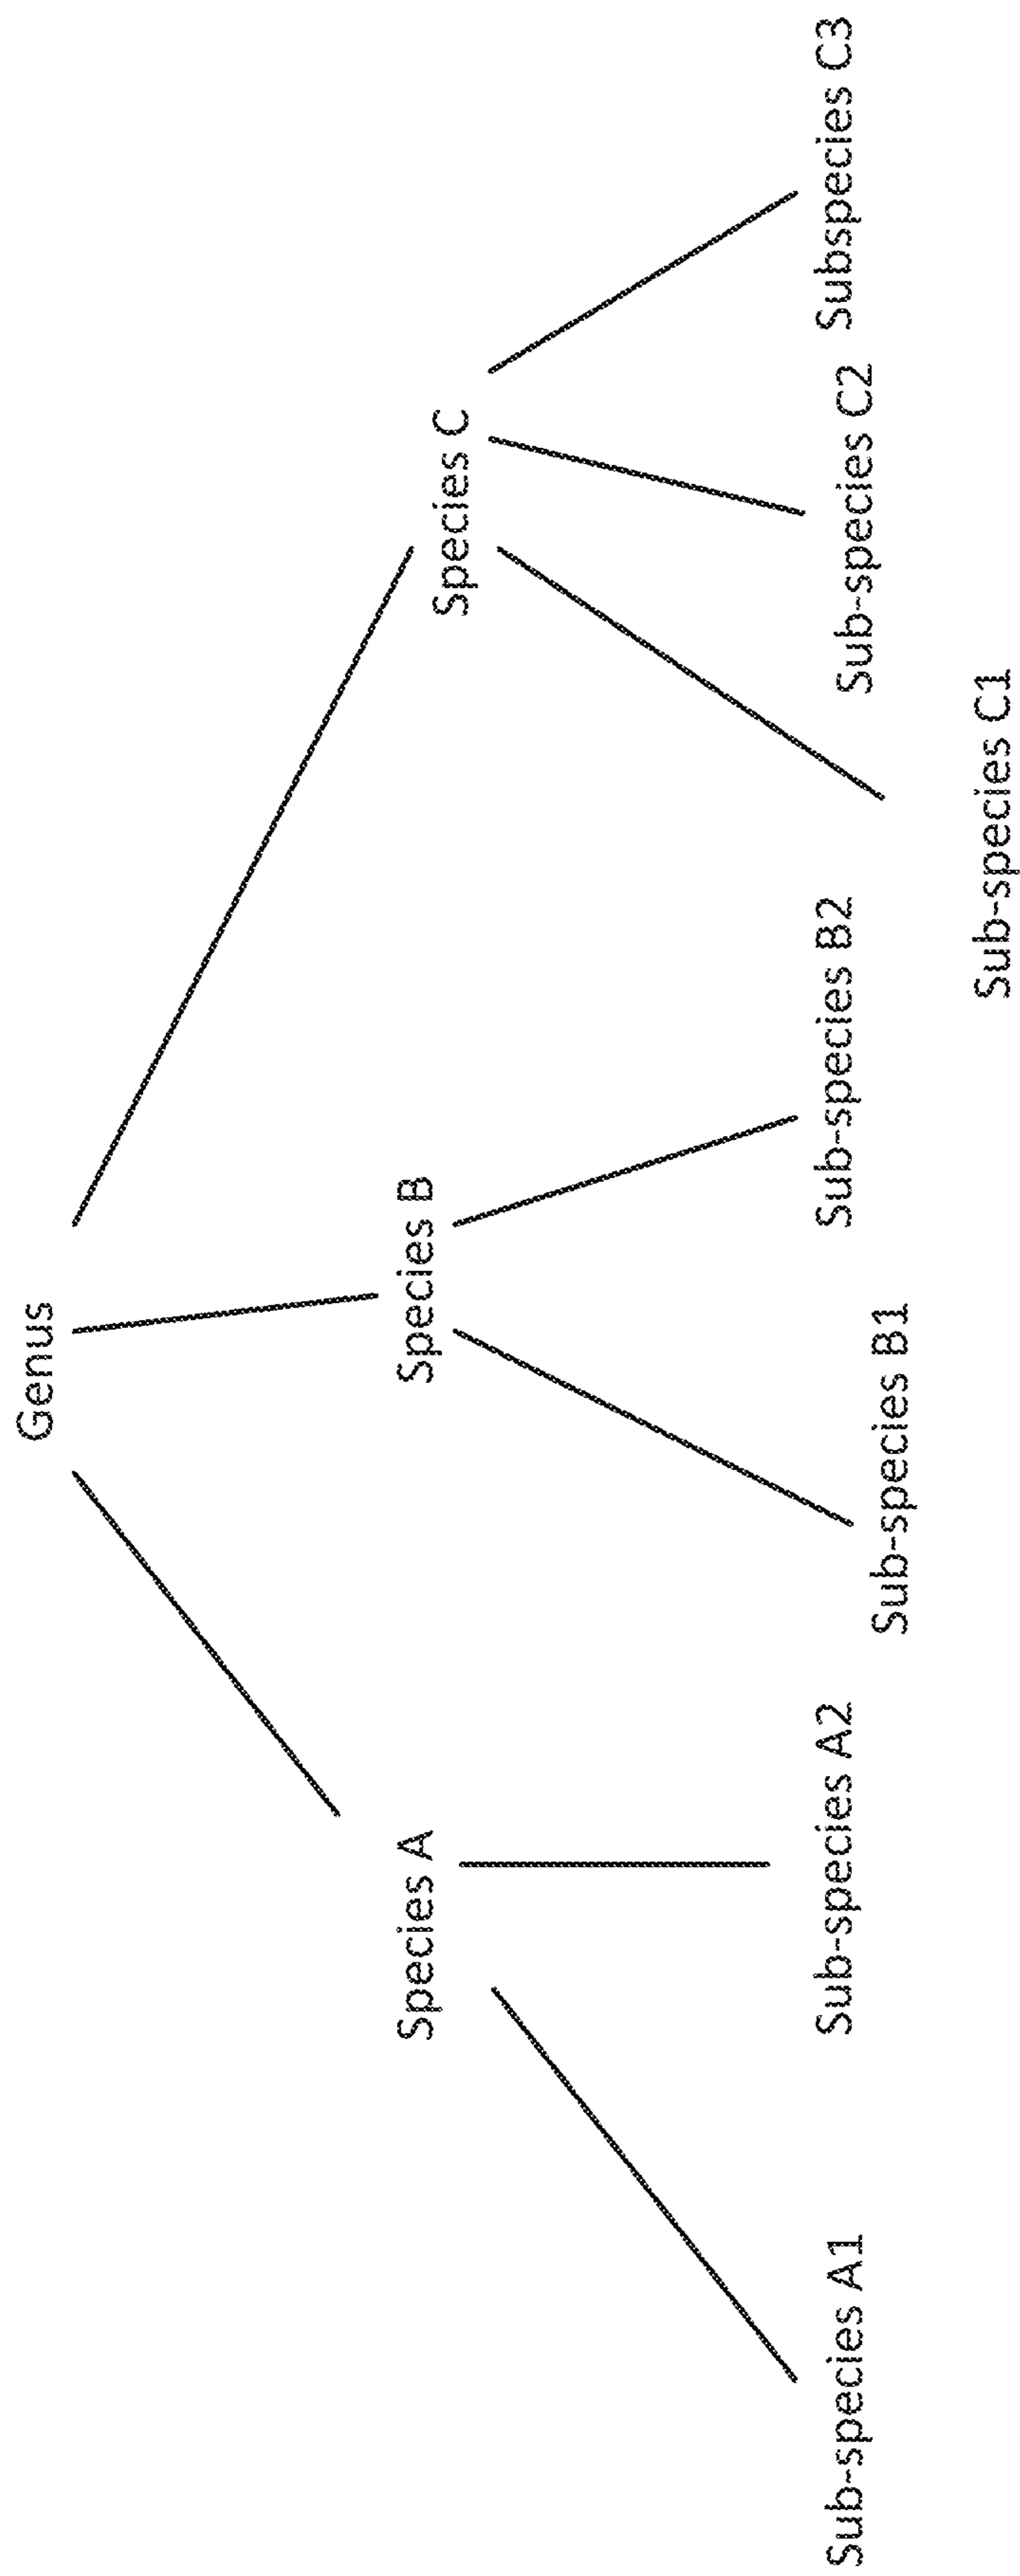 Genus
Species A
Species B
Species C
Sub-species A1
Sub-species A2
Sub-species B1
Sub-species B2
Sub-species C1
Sub-species C2
Subspecies C3